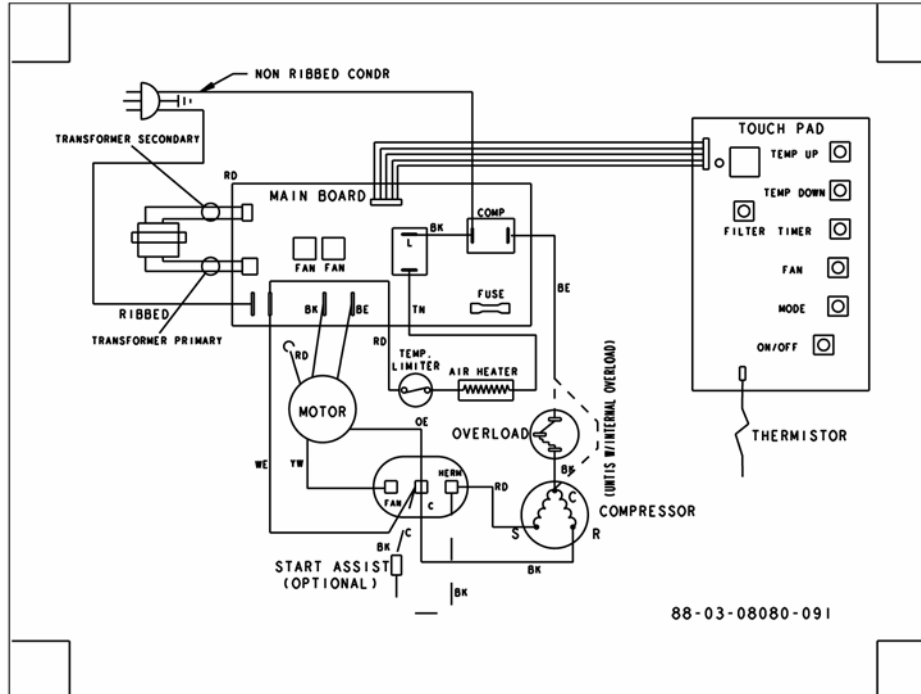 NON RIBBED CONDR
TRANSFORMER SECONDARY
TOUCH PAD
TEMP UP
RD
MAIN BOARD
TEMP DOWN
COMP
BK
L
FILTER TIMER
FAN FAN
FAN
BE
FUSE
RIBBED
BK
BE
TN
MODE
TRANSFORMER PRIMARY
RD
RD
TEMP.
LIMITER
AIR HEATER
ON/OFF
MOTOR
OE
OVERLOAD
(UNTIS W/INTERNAL OVERLOAD)
THERMISTOR
WE
YW
HERM
BK
RD
FAN
C
C
COMPRESSOR
S
R
C
BK
START ASSIST
(OPTIONAL)
BK
BK
88-03-08080-091